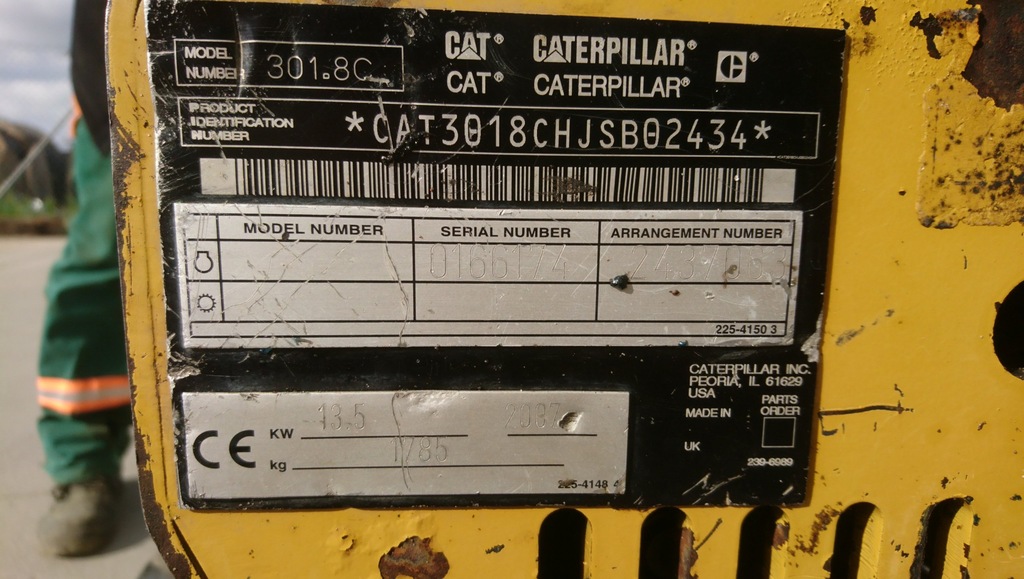 MODEL NUMBER 301.8C
CAT® CATERPILLAR® ®
CAT® CATERPILLAR®
PRODUCT IDENTIFICATION NUMBER *CAT3018CHJSB02434*
MODEL NUMBER SERIAL NUMBER ARRANGEMENT NUMBER
0166174
225-4150 3
CATERPILLAR INC.
PEORIA, IL 61629
USA
PARTS ORDER
MADE IN
UK
239-6989
CE
KW 13.5
kg 1785
225-4148 4